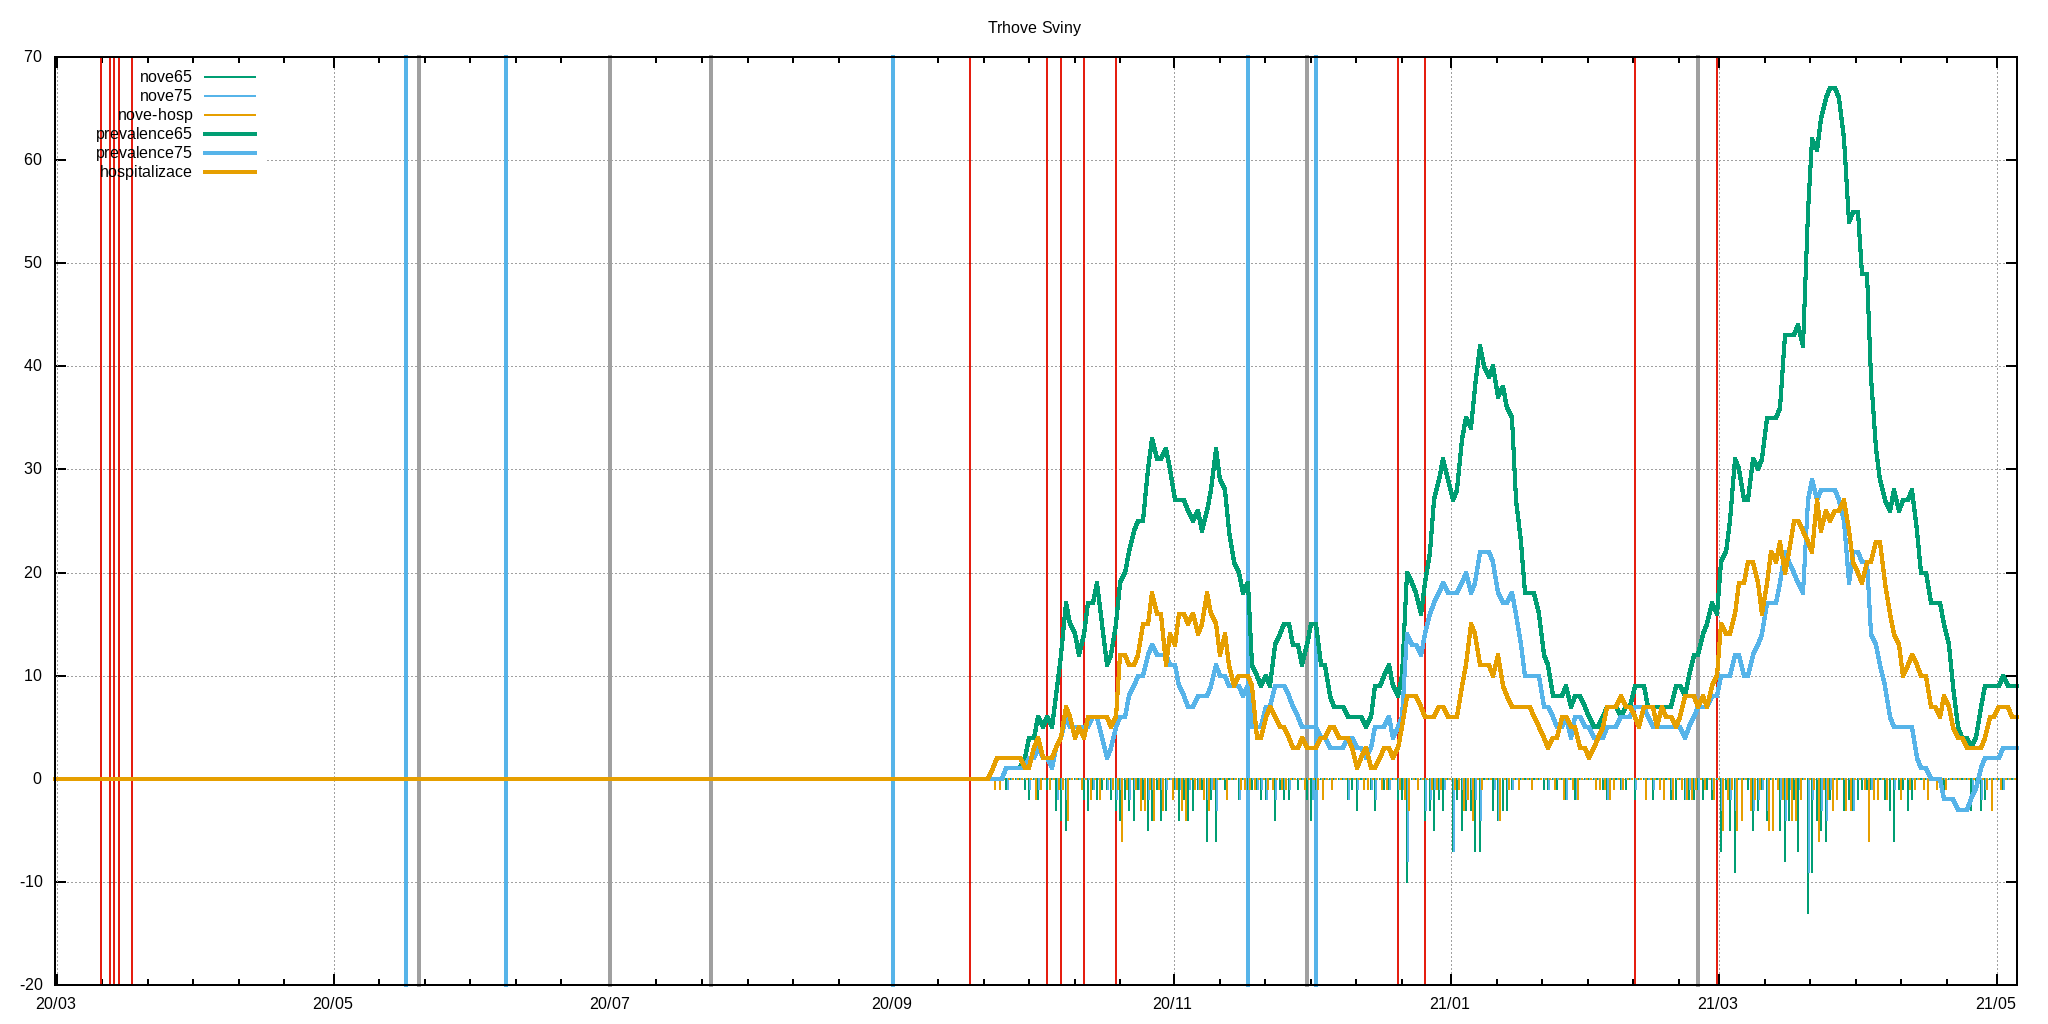 Trhove Sviny
70
60
50
40
30
20
10
0
-10
-20
nove65
nove75
nove-hosp
prevalence65
prevalence75
hospitalizace
20/03 20/05 20/07 20/09 20/11 21/01 21/03 21/05